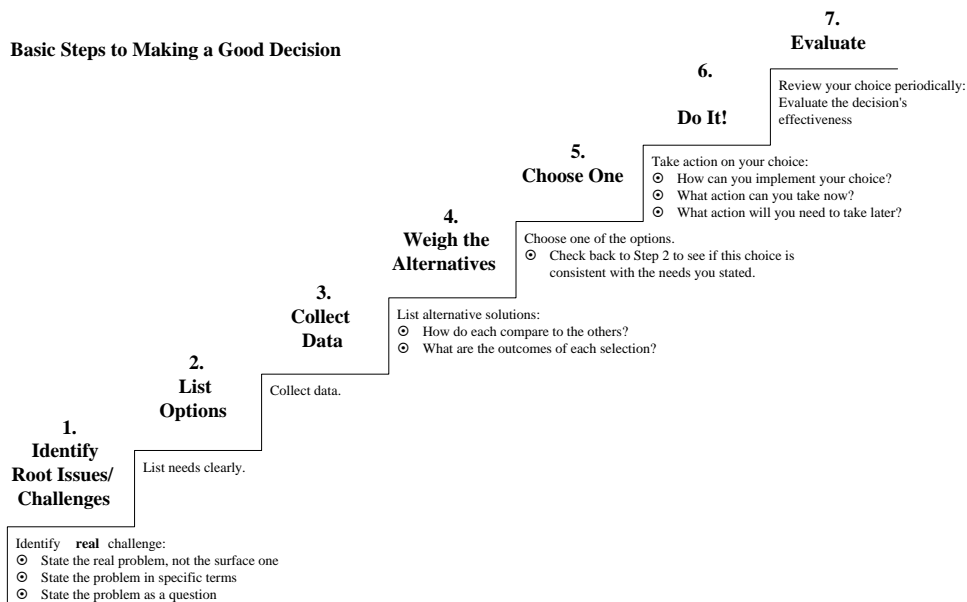 Basic Steps to Making a Good Decision
1.
Identify
Root Issues/
Challenges
Identify real challenge:
State the real problem, not the surface one
State the problem in specific terms
State the problem as a question
2.
List
Options
List needs clearly.
3.
Collect
Data
Collect data.
4.
Weigh the
Alternatives
List alternative solutions:
How do each compare to the others?
What are the outcomes of each selection?
5.
Choose One
Choose one of the options.
Check back to Step 2 to see if this choice is
consistent with the needs you stated.
6.
Do It!
Take action on your choice:
How can you implement your choice?
What action can you take now?
What action will you need to take later?
7.
Evaluate
Review your choice periodically:
Evaluate the decision's
effectiveness